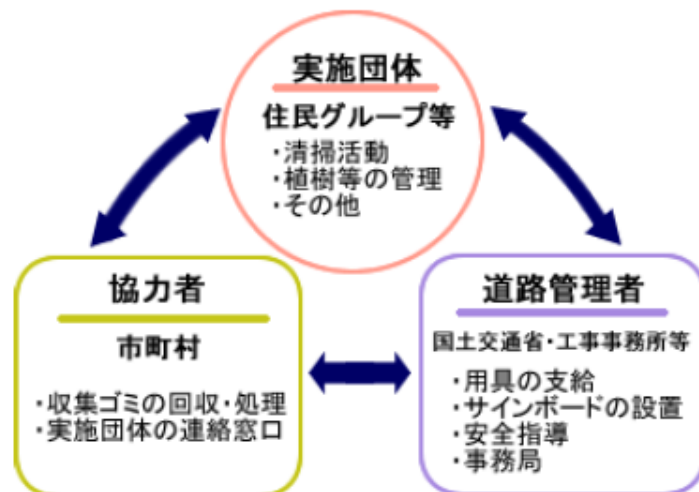 実施団体
住民グループ等
・清掃活動
・植樹等の管理
・その他
協力者
市町村
・収集ゴミの回収・処理
・実施団体の連絡窓口
道路管理者
国土交通省・工事事務所等
・用具の支給
・サインボードの設置
・安全指導
・事務局